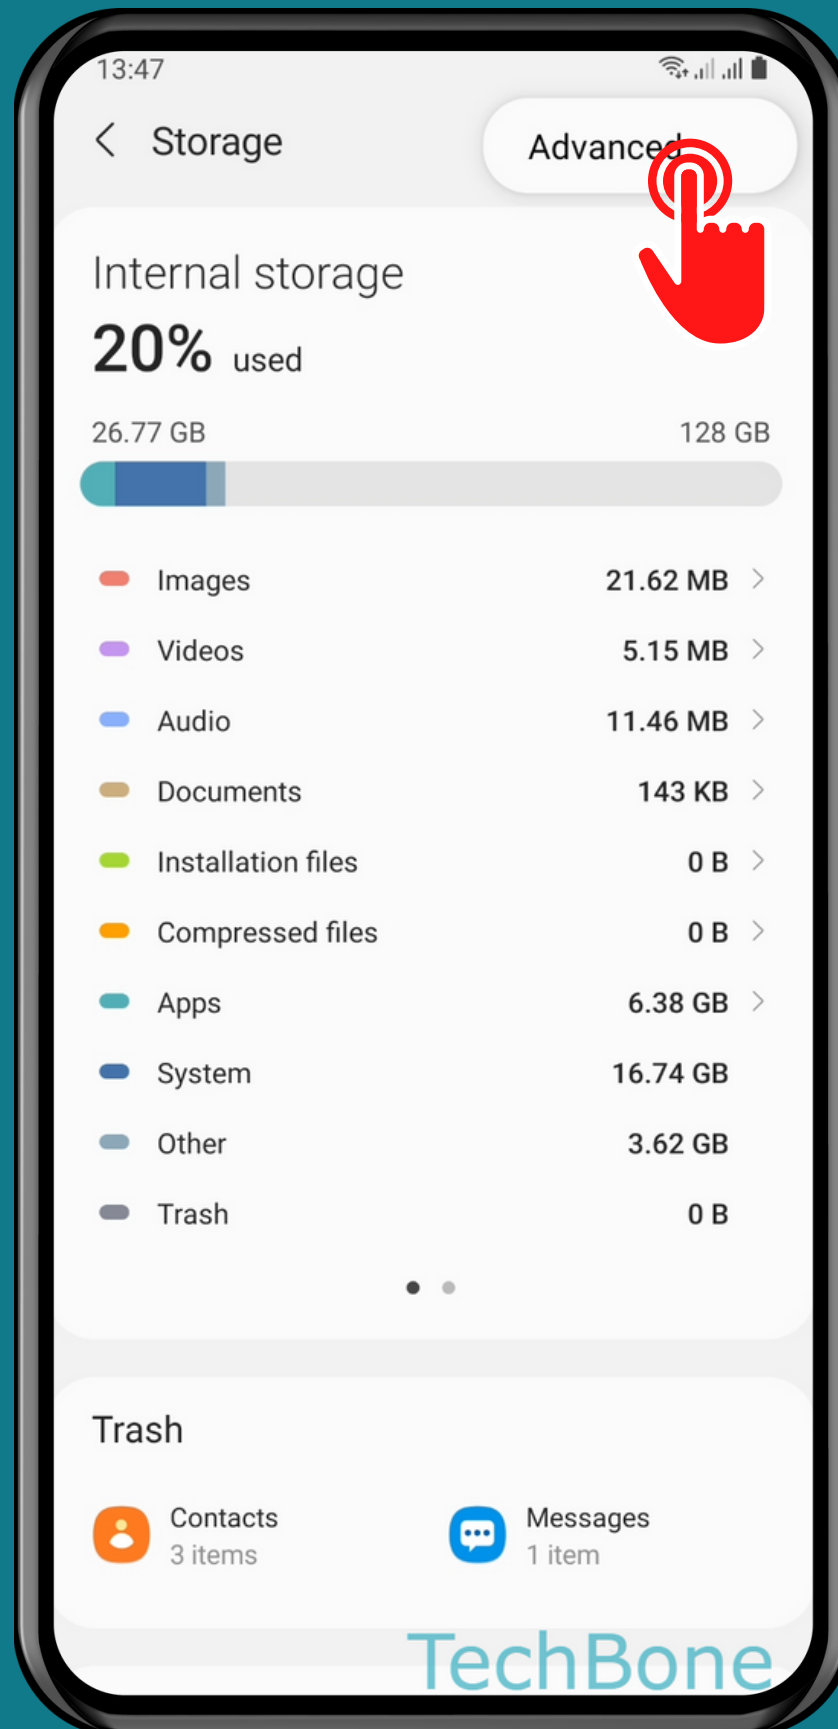 13:47
Storage
Advanced
Internal storage
20% used
26.77 GB 128 GB
Images 21.62 MB
Videos 5.15 MB
Audio 11.46 MB
Documents 143 KB
Installation files 0 B
Compressed files 0 B
Apps 6.38 GB
System 16.74 GB
Other 3.62 GB
Trash 0 B
Trash
Contacts Messages
3 items 1 item
TechBone